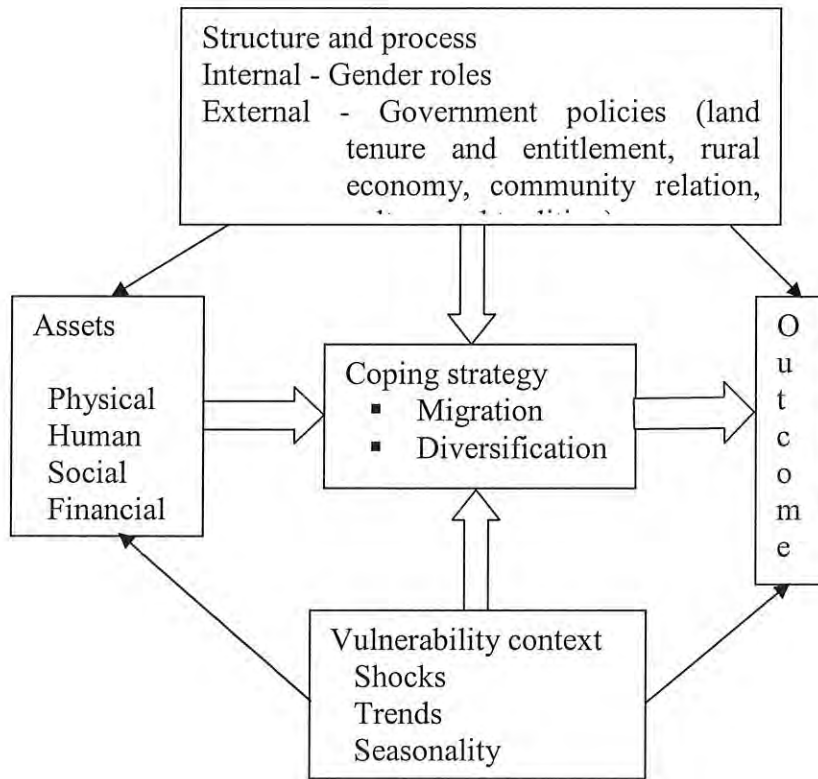 Structure and process
Internal - Gender roles
External - Government policies (land
tenure and entitlement, rural
economy, community relation,
Assets
Physical
Human
Social
Financial
Coping strategy
▪ Migration
▪ Diversification
Outcome
Vulnerability context
Shocks
Trends
Seasonality